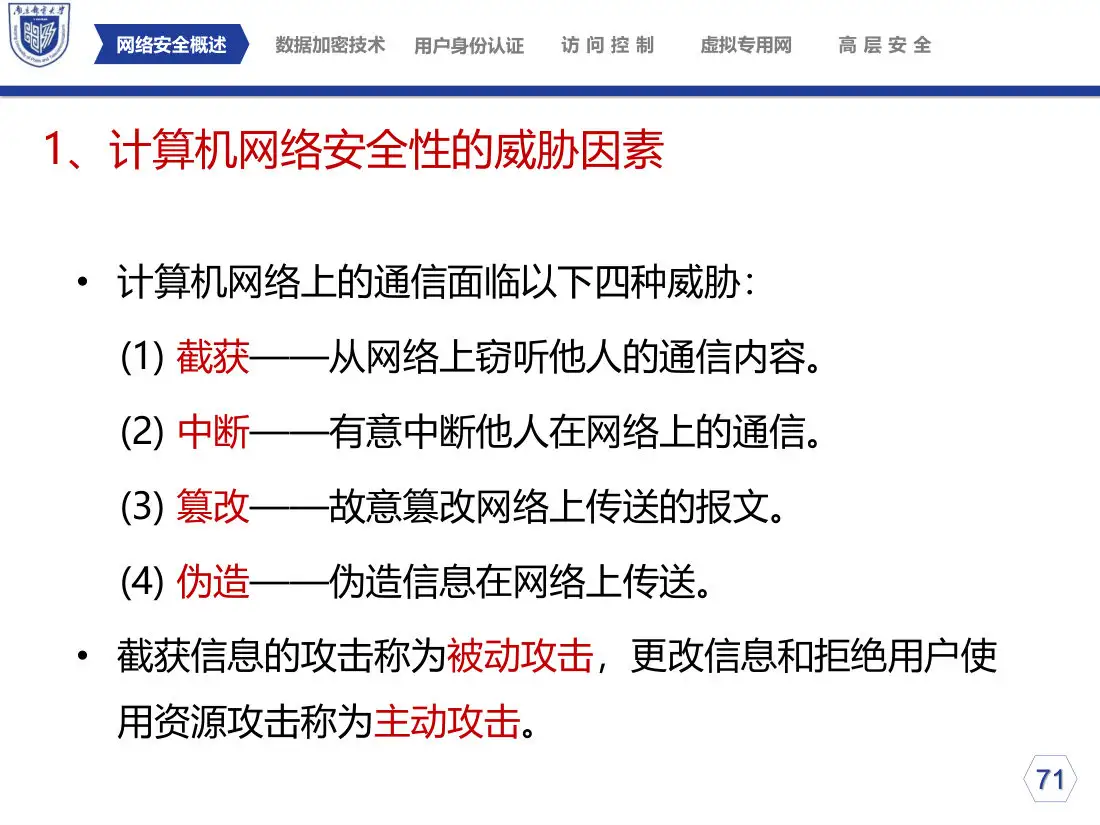 南京邮电大学
网络安全概述 数据加密技术 用户身份认证 访问控制 虚拟专用网 高层安全
1、计算机网络安全性的威胁因素
• 计算机网络上的通信面临以下四种威胁：
(1) 截获——从网络上窃听他人的通信内容。
(2) 中断——有意中断他人在网络上的通信。
(3) 篡改——故意篡改网络上传送的报文。
(4) 伪造——伪造信息在网络上传送。
• 截获信息的攻击称为被动攻击，更改信息和拒绝用户使
用资源攻击称为主动攻击。
71